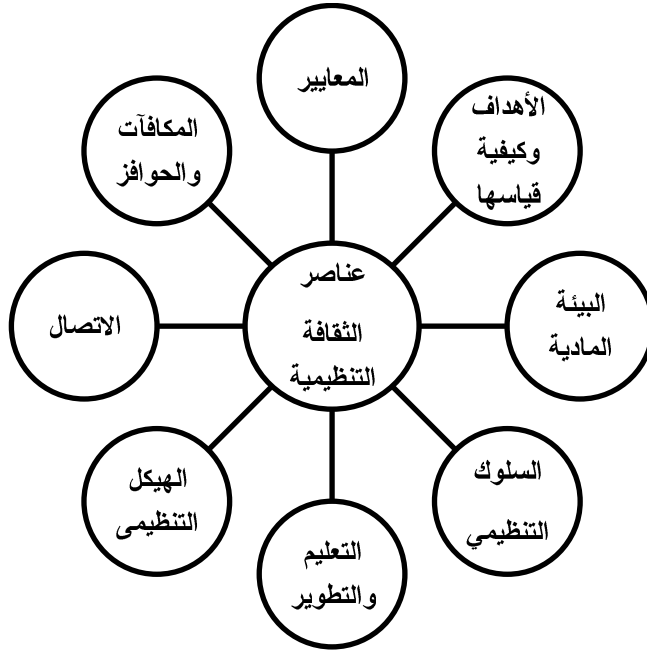 المعايير
الأهداف
وكيفية
قياسها
البيئة
المادية
السلوك
التنظيمي
التعليم
والتطوير
الهيكل
التنظيمى
الاتصال
المكافآت
والحوافز
عناصر
الثقافة
التنظيمية